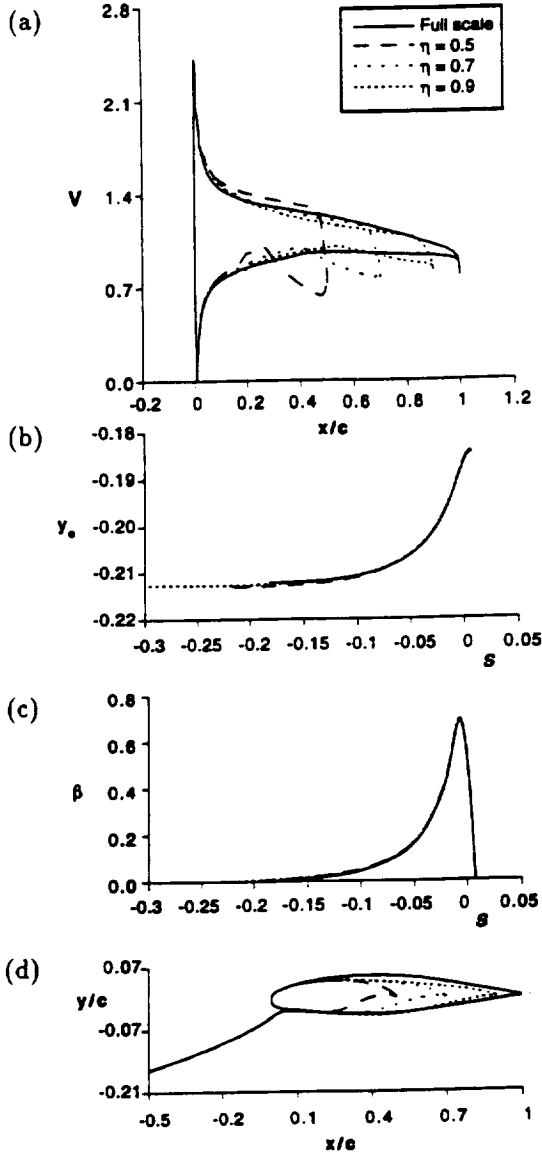 (a)
2.8
2.1
1.4
0.7
0.0
V
-0.2 0 0.2 0.4 0.6 0.8 1 1.2
x/c
Full scale
η = 0.5
η = 0.7
η = 0.9
(b)
-0.18
-0.19
-0.20
-0.21
-0.22
yₒ
-0.3 -0.25 -0.2 -0.15 -0.1 -0.05 0 0.05
S
(c)
0.8
0.6
0.4
0.2
0.0
β
-0.3 -0.25 -0.2 -0.15 -0.1 -0.05 0 0.05
S
(d)
0.07
y/c
-0.07
-0.21
-0.5 -0.2 0.1 0.4 0.7 1
x/c